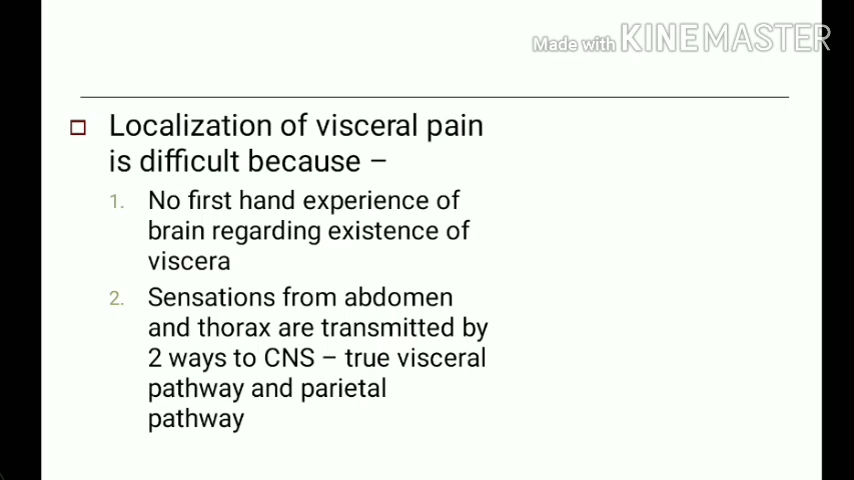 Made with KINEMASTER
Localization of visceral pain
is difficult because –
1. No first hand experience of
brain regarding existence of
viscera
2. Sensations from abdomen
and thorax are transmitted by
2 ways to CNS – true visceral
pathway and parietal
pathway